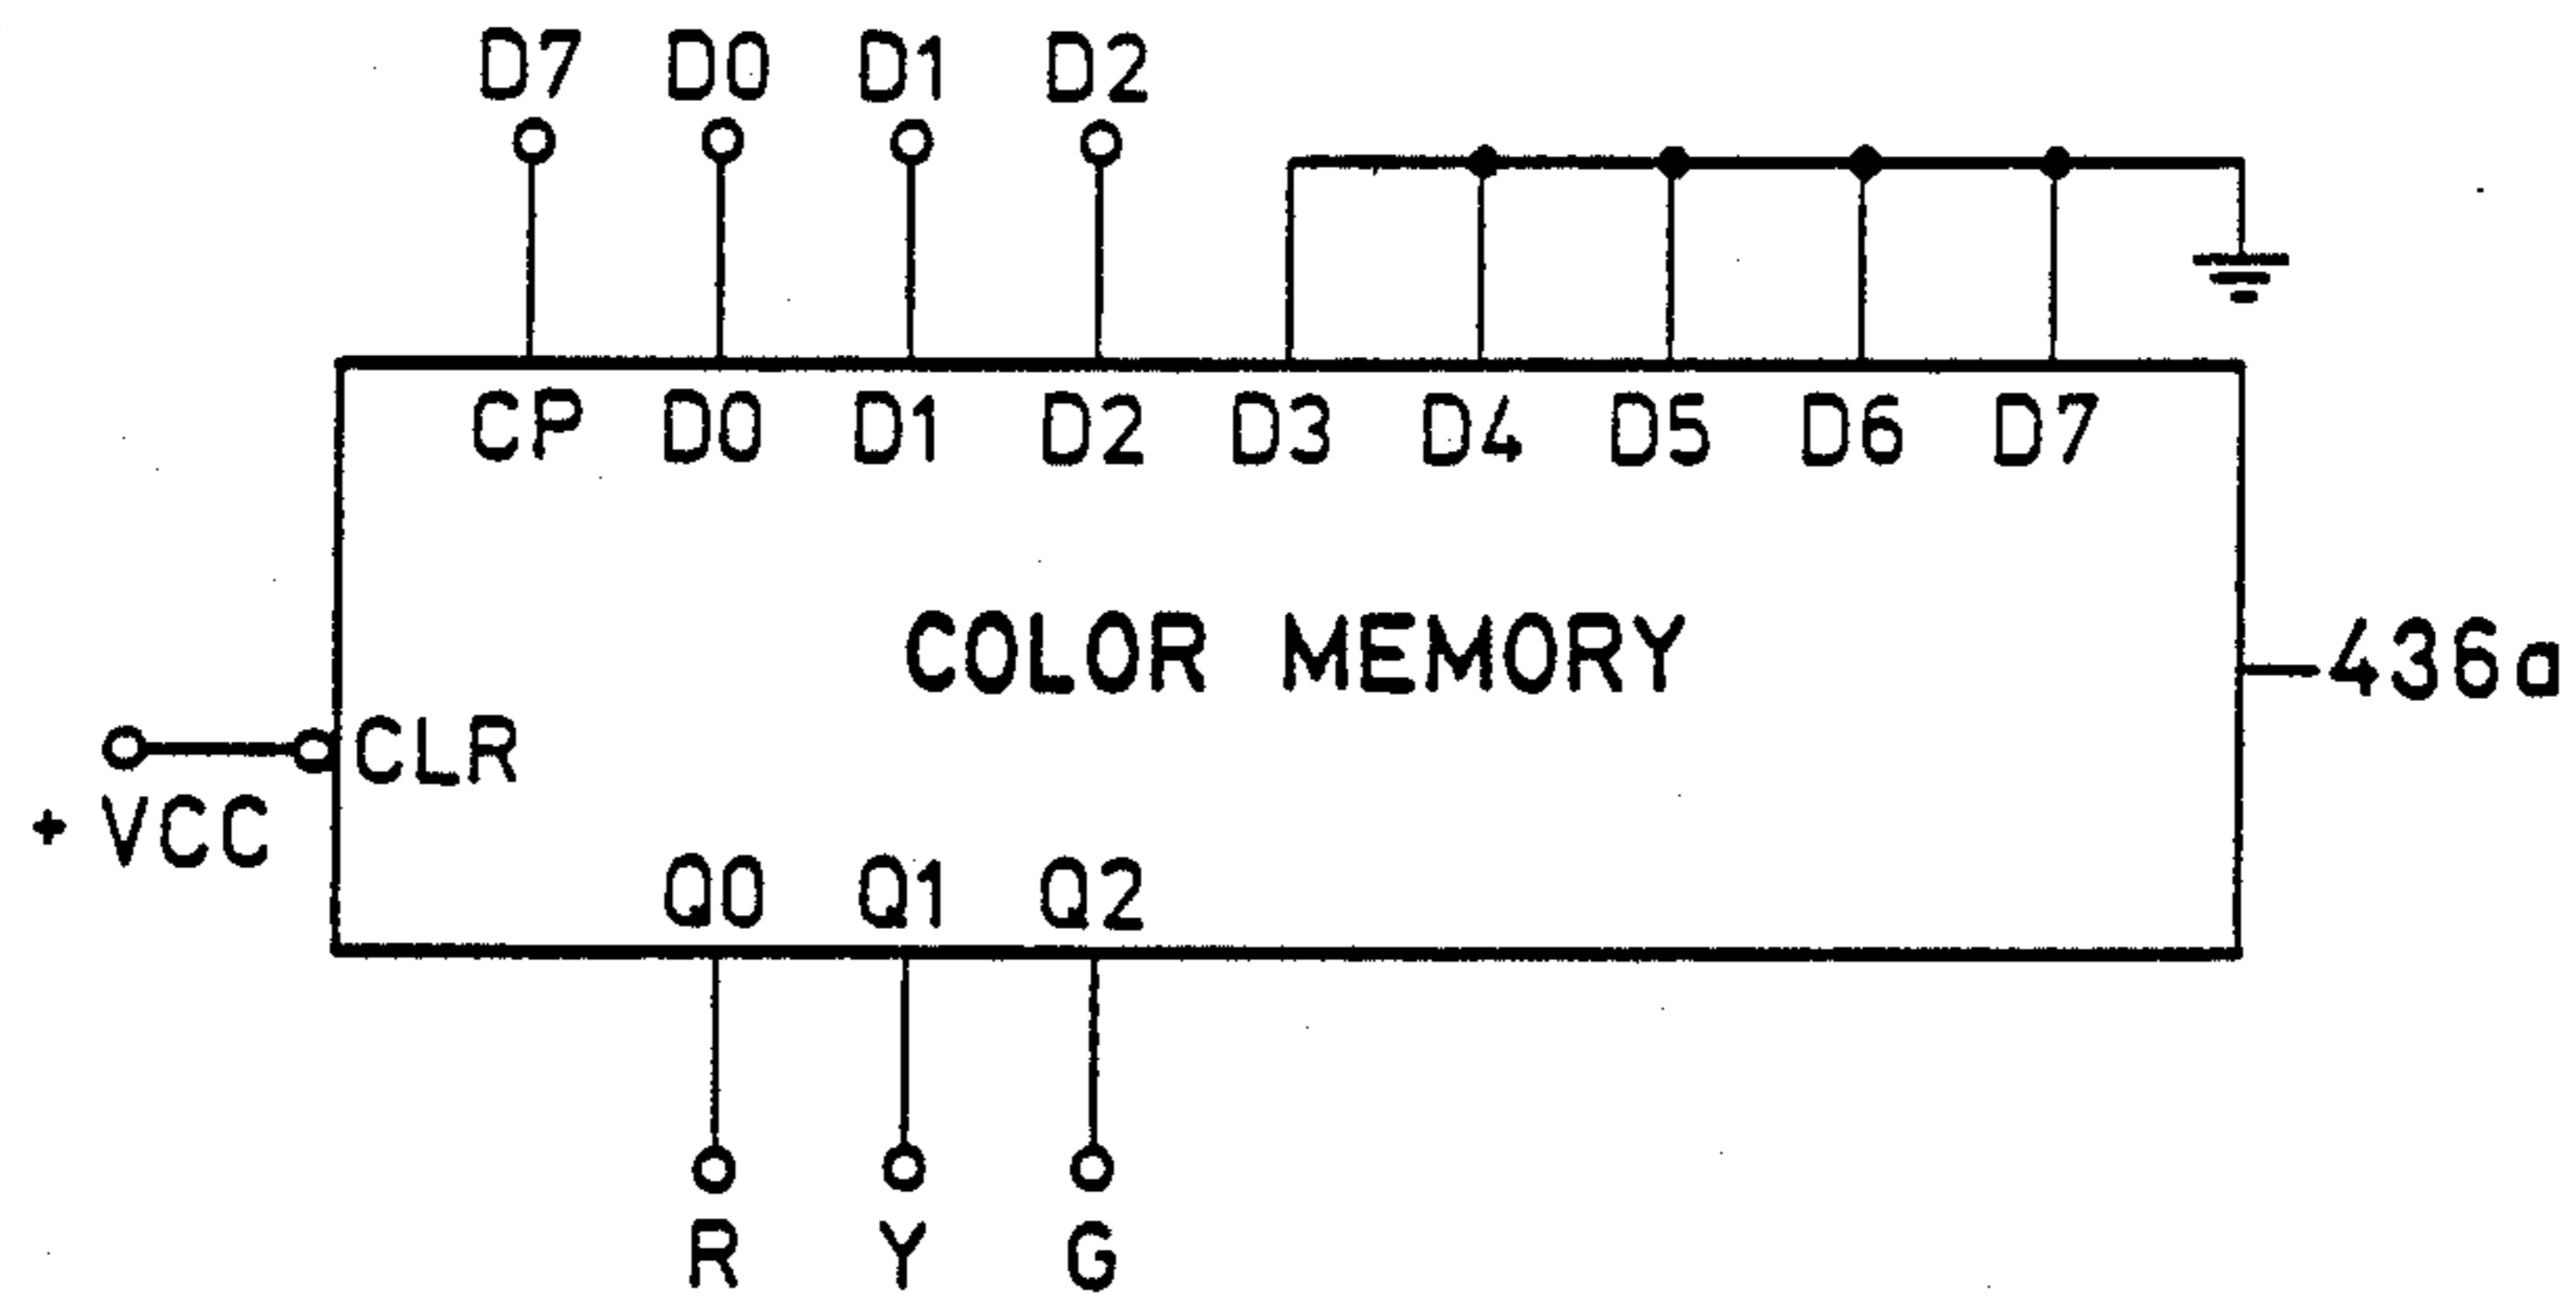 D7 D0 D1 D2
CP D0 D1 D2 D3 D4 D5 D6 D7
COLOR MEMORY
436a
CLR
+ VCC
Q0 Q1 Q2
R Y G